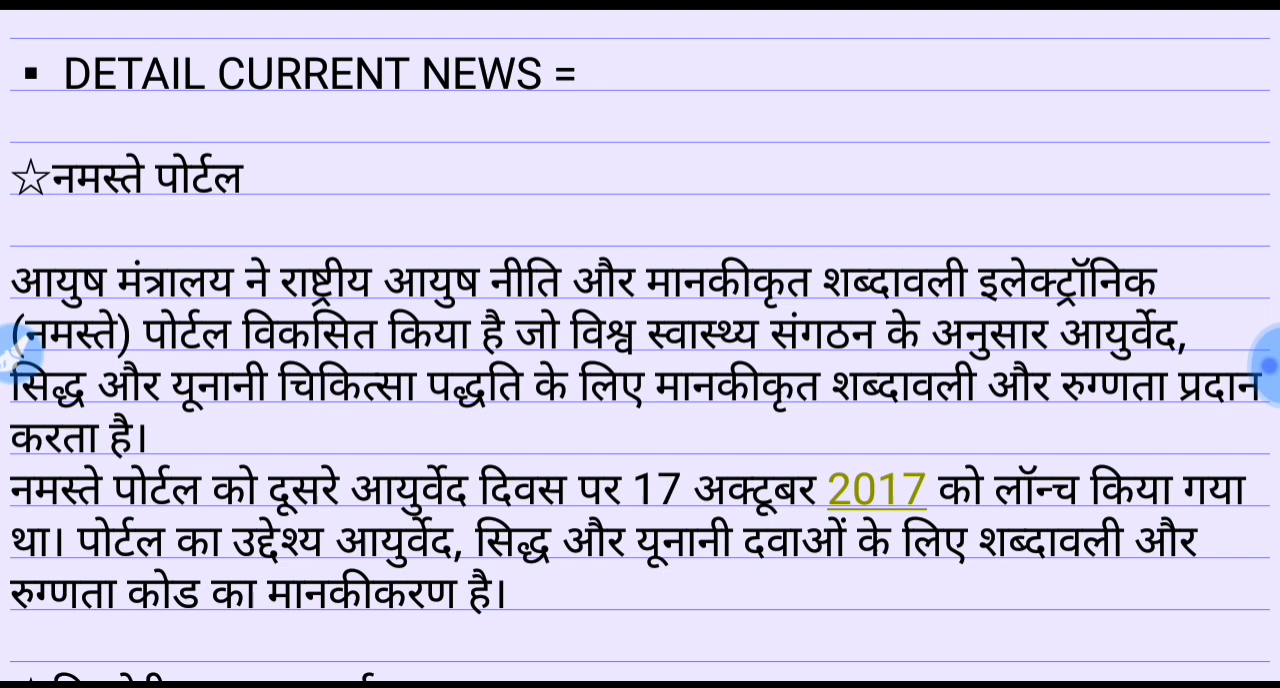 ▪ DETAIL CURRENT NEWS =
☆नमस्ते पोर्टल
आयुष मंत्रालय ने राष्ट्रीय आयुष नीति और मानकीकृत शब्दावली इलेक्ट्रॉनिक
(नमस्ते) पोर्टल विकसित किया है जो विश्व स्वास्थ्य संगठन के अनुसार आयुर्वेद,
सिद्ध और यूनानी चिकित्सा पद्धति के लिए मानकीकृत शब्दावली और रुग्णता प्रदान
करता है।
नमस्ते पोर्टल को दूसरे आयुर्वेद दिवस पर 17 अक्टूबर 2017 को लॉन्च किया गया
था। पोर्टल का उद्देश्य आयुर्वेद, सिद्ध और यूनानी दवाओं के लिए शब्दावली और
रुग्णता कोड का मानकीकरण है।